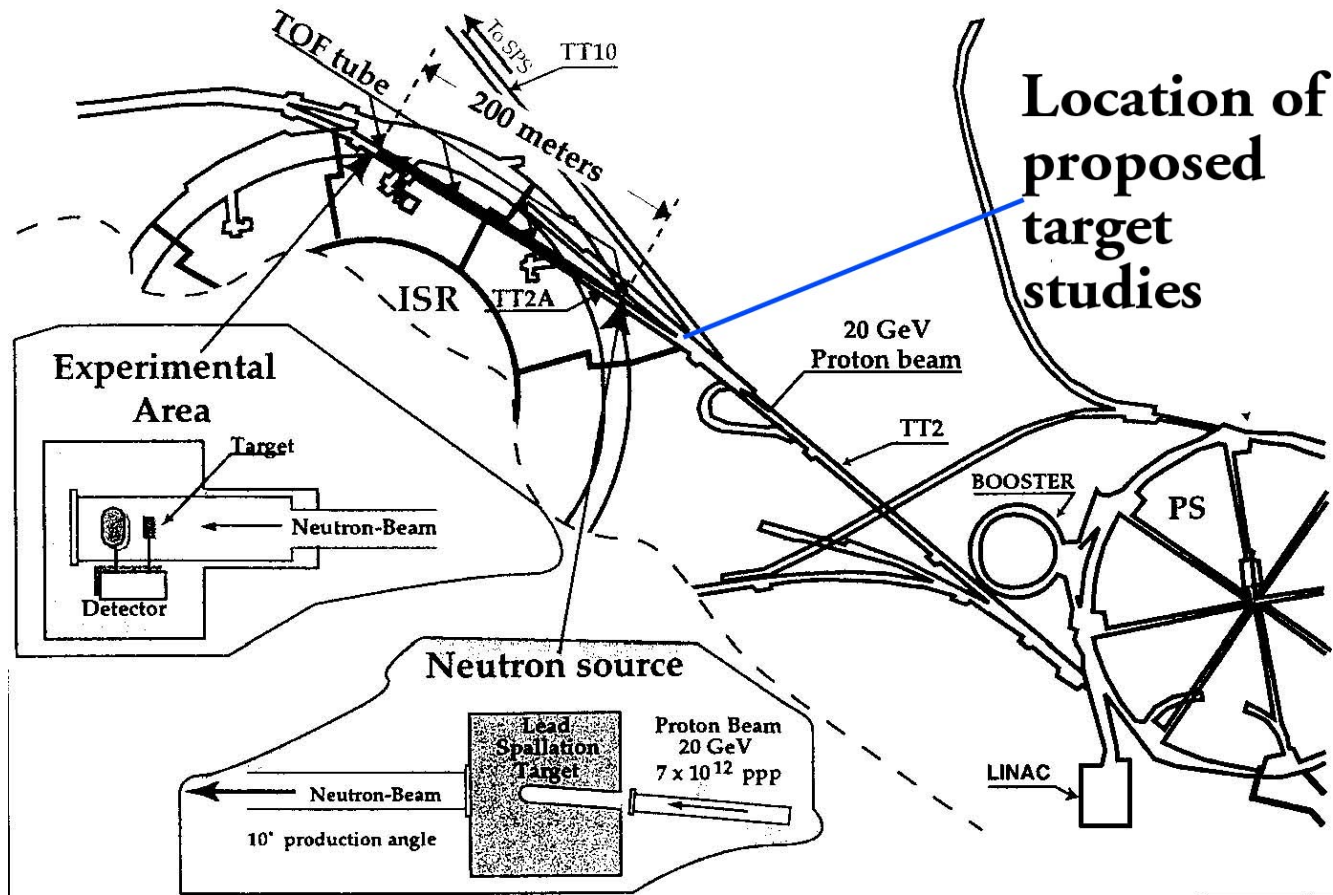 To SPS
TT10
TOF tube
200 meters
Location of
proposed
target
studies
ISR
TT2A
20 GeV
Proton beam
Experimental
Area
Target
Neutron-Beam
Detector
TT2
BOOSTER
PS
Neutron source
Lead
Spallation
Target
Proton Beam
20 GeV
7 x 10¹² ppp
Neutron-Beam
10° production angle
LINAC